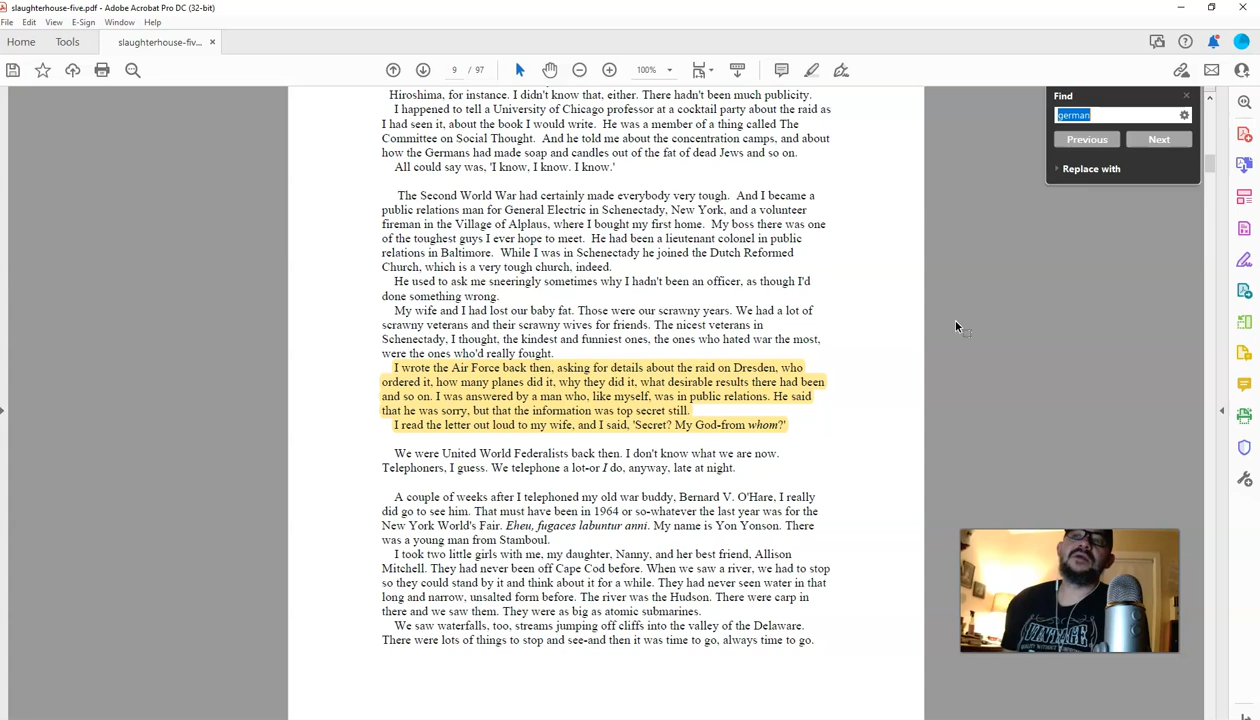 slaughterhouse-five.pdf - Adobe Acrobat Pro DC (32-bit)
File Edit View E-Sign Window Help
Home Tools slaughterhouse-fiv... ×
9 / 97 100%
Hiroshima, for instance. I didn't know that, either. There hadn't been much publicity.
I happened to tell a University of Chicago professor at a cocktail party about the raid as
I had seen it, about the book I would write. He was a member of a thing called The
Committee on Social Thought. And he told me about the concentration camps, and about
how the Germans had made soap and candles out of the fat of dead Jews and so on.
All could say was, 'I know, I know. I know.'
The Second World War had certainly made everybody very tough. And I became a
public relations man for General Electric in Schenectady, New York, and a volunteer
fireman in the Village of Alplaus, where I bought my first home. My boss there was one
of the toughest guys I ever hope to meet. He had been a lieutenant colonel in public
relations in Baltimore. While I was in Schenectady he joined the Dutch Reformed
Church, which is a very tough church, indeed.
He used to ask me sneeringly sometimes why I hadn't been an officer, as though I'd
done something wrong.
My wife and I had lost our baby fat. Those were our scrawny years. We had a lot of
scrawny veterans and their scrawny wives for friends. The nicest veterans in
Schenectady, I thought, the kindest and funniest ones, the ones who hated war the most,
were the ones who'd really fought.
I wrote the Air Force back then, asking for details about the raid on Dresden, who
ordered it, how many planes did it, why they did it, what desirable results there had been
and so on. I was answered by a man who, like myself, was in public relations. He said
that he was sorry, but that the information was top secret still.
I read the letter out loud to my wife, and I said, 'Secret? My God-from whom?'
We were United World Federalists back then. I don't know what we are now.
Telephoners, I guess. We telephone a lot-or I do, anyway, late at night.
A couple of weeks after I telephoned my old war buddy, Bernard V. O'Hare, I really
did go to see him. That must have been in 1964 or so-whatever the last year was for the
New York World's Fair. Eheu, fugaces labuntur anni. My name is Yon Yonson. There
was a young man from Stamboul.
I took two little girls with me, my daughter, Nanny, and her best friend, Allison
Mitchell. They had never been off Cape Cod before. When we saw a river, we had to stop
so they could stand by it and think about it for a while. They had never seen water in that
long and narrow, unsalted form before. The river was the Hudson. There were carp in
there and we saw them. They were as big as atomic submarines.
We saw waterfalls, too, streams jumping off cliffs into the valley of the Delaware.
There were lots of things to stop and see-and then it was time to go, always time to go.
Find
german
Previous Next
Replace with
VINTAGE